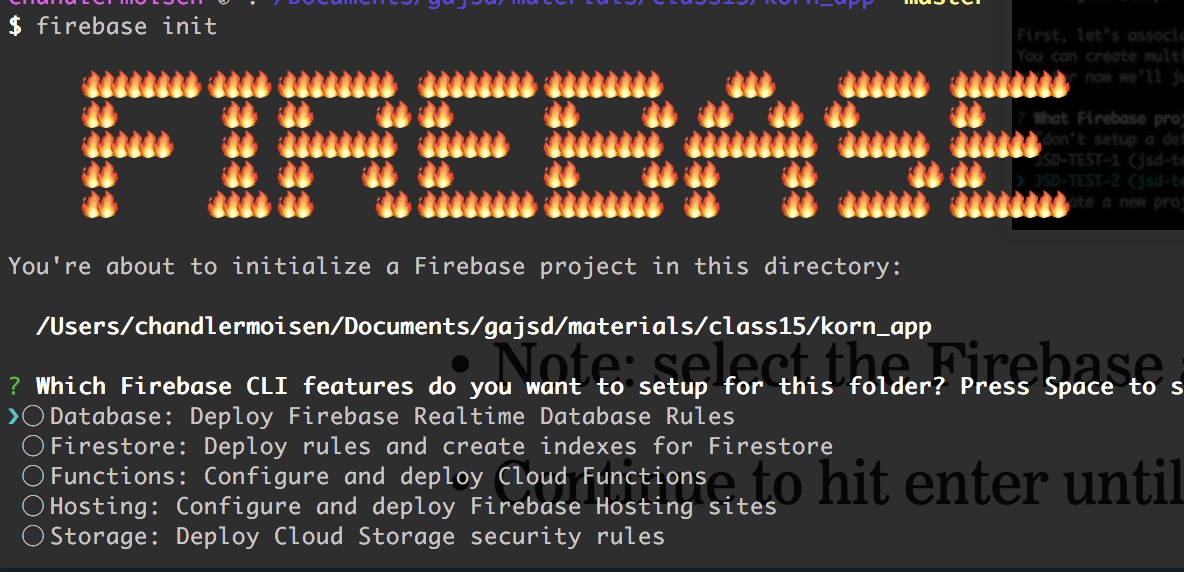 chandlermoisen @ : ~/Documents/gajsd/materials/class15/korn_app master
$ firebase init
FIREBASE
You're about to initialize a Firebase project in this directory:
/Users/chandlermoisen/Documents/gajsd/materials/class15/korn_app
? Which Firebase CLI features do you want to setup for this folder? Press Space to s
❯◯ Database: Deploy Firebase Realtime Database Rules
◯ Firestore: Deploy rules and create indexes for Firestore
◯ Functions: Configure and deploy Cloud Functions
◯ Hosting: Configure and deploy Firebase Hosting sites
◯ Storage: Deploy Cloud Storage security rules
First, let's associa
You can create multi
now we'll ju
? What Firebase proj
don't setup a def
JSD-TEST-1 (jsd-te
❯ JSD-TEST-2 (jsd-te
ate a new proj
• Note: select the Firebase a
• Continue to hit enter until